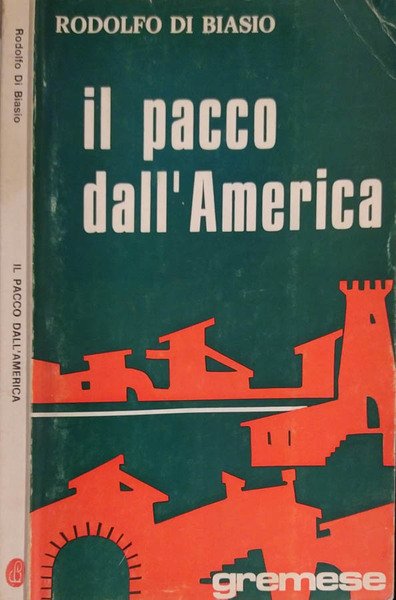 Rodolfo Di Biasio
IL PACCO DALL'AMERICA
RODOLFO DI BIASIO
il pacco
dall'America
gremese